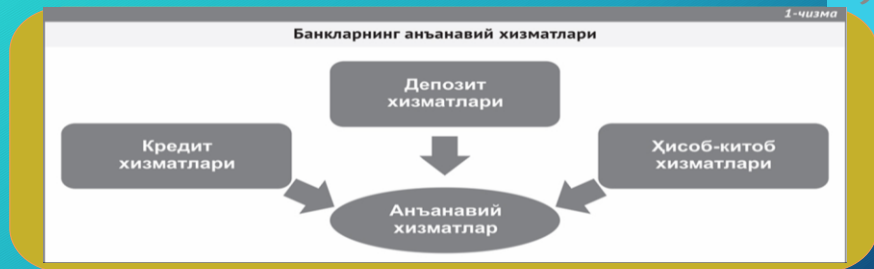 1-чизма
Банкларнинг анъанавий хизматлари
Депозит
хизматлари
Кредит
хизматлари
Ҳисоб-китоб
хизматлари
Анъанавий
хизматлар